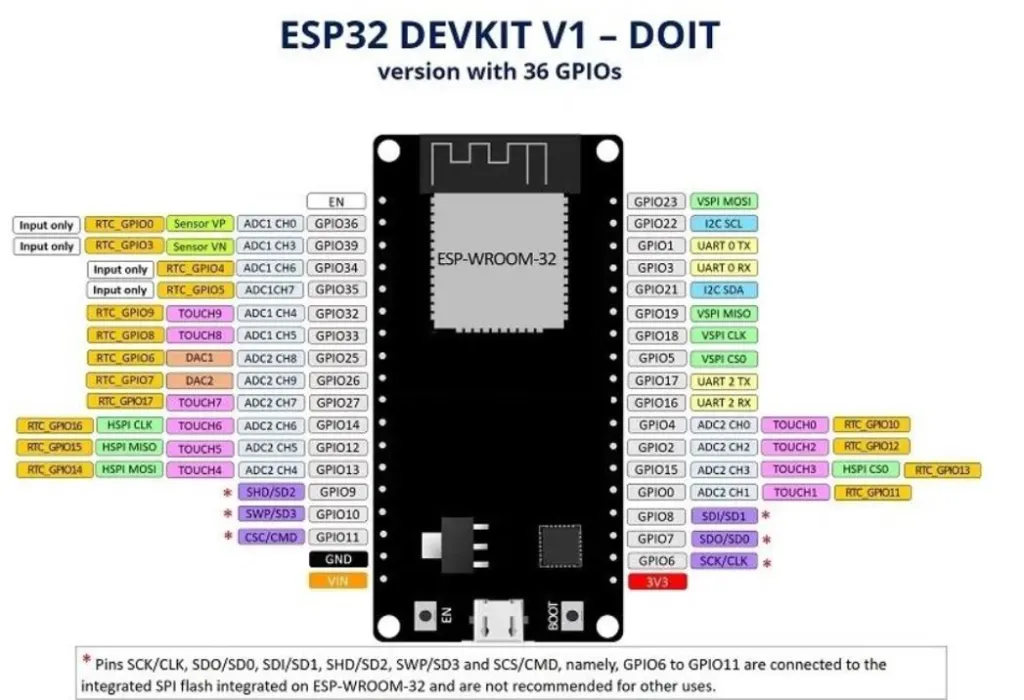 ESP32 DEVKIT V1 – DOIT
version with 36 GPIOs
EN
Input only RTC_GPIO0 Sensor VP ADC1 CH0 GPIO36
Input only RTC_GPIO3 Sensor VN ADC1 CH3 GPIO39
Input only RTC_GPIO4 ADC1 CH6 GPIO34
Input only RTC_GPIO5 ADC1CH7 GPIO35
RTC_GPIO9 TOUCH9 ADC1 CH4 GPIO32
RTC_GPIO8 TOUCH8 ADC1 CH5 GPIO33
RTC_GPIO6 DAC1 ADC2 CH8 GPIO25
RTC_GPIO7 DAC2 ADC2 CH9 GPIO26
RTC_GPIO17 TOUCH7 ADC2 CH7 GPIO27
RTC_GPIO16 HSPI CLK TOUCH6 ADC2 CH6 GPIO14
RTC_GPIO15 HSPI MISO TOUCH5 ADC2 CH5 GPIO12
RTC_GPIO14 HSPI MOSI TOUCH4 ADC2 CH4 GPIO13
* SHD/SD2 GPIO9
* SWP/SD3 GPIO10
* CSC/CMD GPIO11
GND
VIN
ESP-WROOM-32
EN
BOOT
GPIO23 VSPI MOSI
GPIO22 I2C SCL
GPIO1 UART 0 TX
GPIO3 UART 0 RX
GPIO21 I2C SDA
GPIO19 VSPI MISO
GPIO18 VSPI CLK
GPIO5 VSPI CS0
GPIO17 UART 2 TX
GPIO16 UART 2 RX
GPIO4 ADC2 CH0 TOUCH0 RTC_GPIO10
GPIO2 ADC2 CH2 TOUCH2 RTC_GPIO12
GPIO15 ADC2 CH3 TOUCH3 HSPI CS0 RTC_GPIO13
GPIO0 ADC2 CH1 TOUCH1 RTC_GPIO11
GPIO8 SDI/SD1 *
GPIO7 SDO/SD0 *
GPIO6 SCK/CLK *
3V3
* Pins SCK/CLK, SDO/SD0, SDI/SD1, SHD/SD2, SWP/SD3 and SCS/CMD, namely, GPIO6 to GPIO11 are connected to the
integrated SPI flash integrated on ESP-WROOM-32 and are not recommended for other uses.